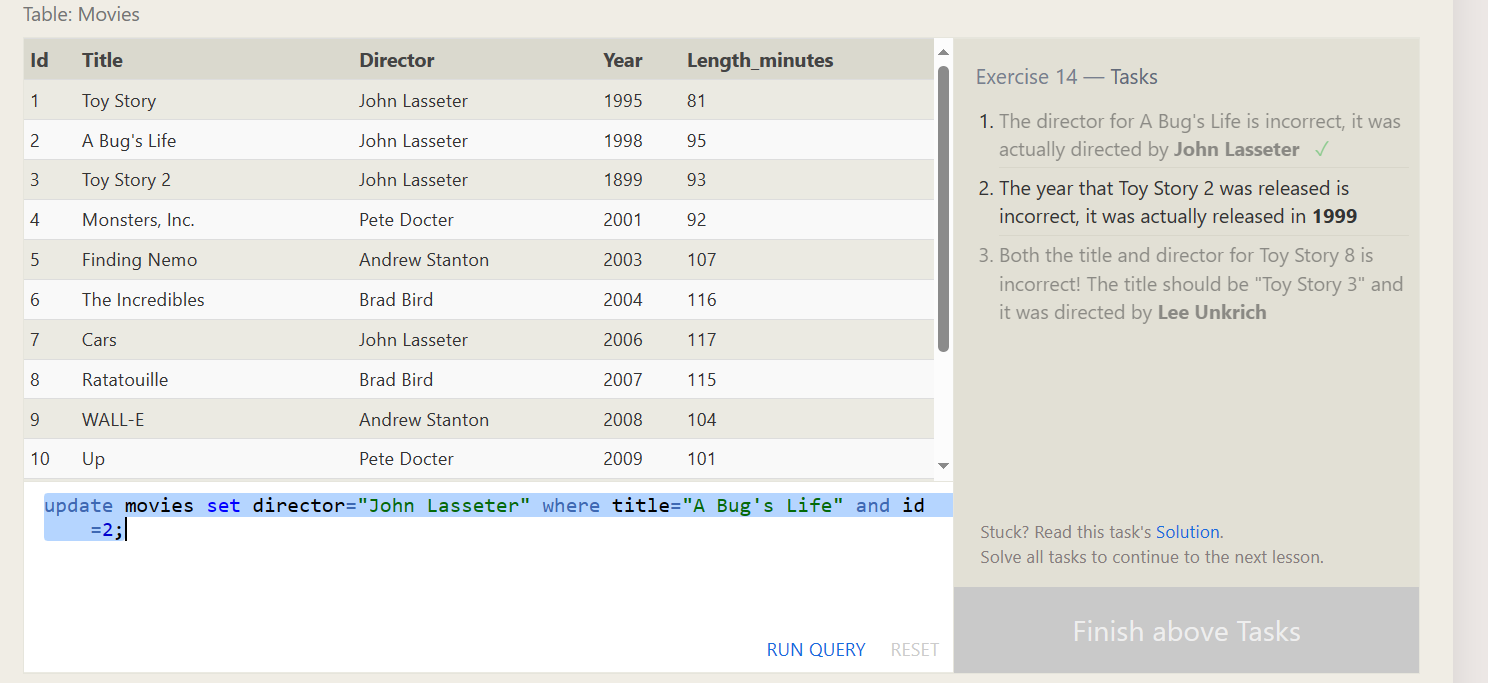 Table: Movies
Id Title Director Year Length_minutes
1 Toy Story John Lasseter 1995 81
2 A Bug's Life John Lasseter 1998 95
3 Toy Story 2 John Lasseter 1899 93
4 Monsters, Inc. Pete Docter 2001 92
5 Finding Nemo Andrew Stanton 2003 107
6 The Incredibles Brad Bird 2004 116
7 Cars John Lasseter 2006 117
8 Ratatouille Brad Bird 2007 115
9 WALL-E Andrew Stanton 2008 104
10 Up Pete Docter 2009 101
update movies set director="John Lasseter" where title="A Bug's Life" and id
=2;
RUN QUERY RESET
Exercise 14 — Tasks
1. The director for A Bug's Life is incorrect, it was
actually directed by John Lasseter ✓
2. The year that Toy Story 2 was released is
incorrect, it was actually released in 1999
3. Both the title and director for Toy Story 8 is
incorrect! The title should be "Toy Story 3" and
it was directed by Lee Unkrich
Stuck? Read this task's Solution.
Solve all tasks to continue to the next lesson.
Finish above Tasks